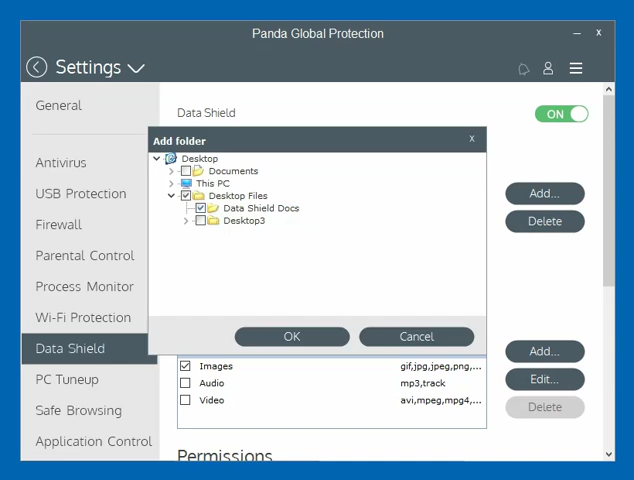 Panda Global Protection
Settings
General
Data Shield
ON
Add folder
x
Desktop
Documents
This PC
Desktop Files
Data Shield Docs
Desktop3
OK
Cancel
Antivirus
USB Protection
Firewall
Parental Control
Process Monitor
Wi-Fi Protection
Data Shield
PC Tuneup
Safe Browsing
Application Control
Add...
Delete
Add...
Edit...
Delete
Images gif,jpg,jpeg,png,...
Audio mp3,track
Video avi,mpeg,mpg4,...
Permissions